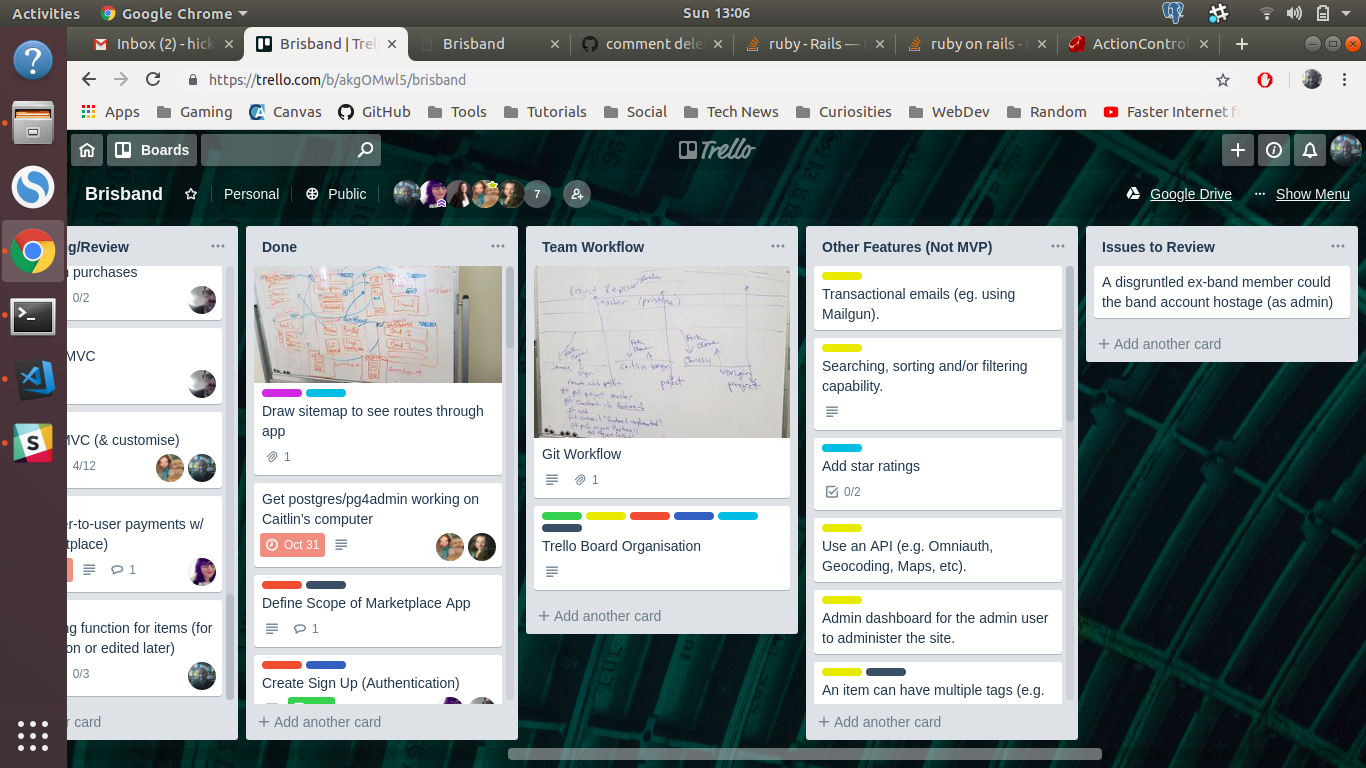 Activities
Google Chrome
Sun 13:06
Inbox (2) - hick
Brisband | Trel
Brisband
comment dele
ruby - Rails —
ruby on rails -
ActionControl
https://trello.com/b/akgOMwl5/brisband
Apps
Gaming
Canvas
GitHub
Tools
Tutorials
Social
Tech News
Curiosities
WebDev
Random
Faster Internet f
Boards
Trello
Brisband
Personal
Public
7
Google Drive
Show Menu
g/Review
purchases
0/2
MVC
MVC (& customise)
4/12
er-to-user payments w/
tplace)
1
ng function for items (for
on or edited later)
0/3
card
Done
Draw sitemap to see routes through
app
1
Get postgres/pg4admin working on
Caitlin's computer
Oct 31
Define Scope of Marketplace App
1
Create Sign Up (Authentication)
Add another card
Team Workflow
master (pristine)
Git Workflow
1
Trello Board Organisation
Add another card
Other Features (Not MVP)
Transactional emails (eg. using
Mailgun).
Searching, sorting and/or filtering
capability.
Add star ratings
0/2
Use an API (e.g. Omniauth,
Geocoding, Maps, etc).
Admin dashboard for the admin user
to administer the site.
An item can have multiple tags (e.g.
Add another card
Issues to Review
A disgruntled ex-band member could
the band account hostage (as admin)
Add another card